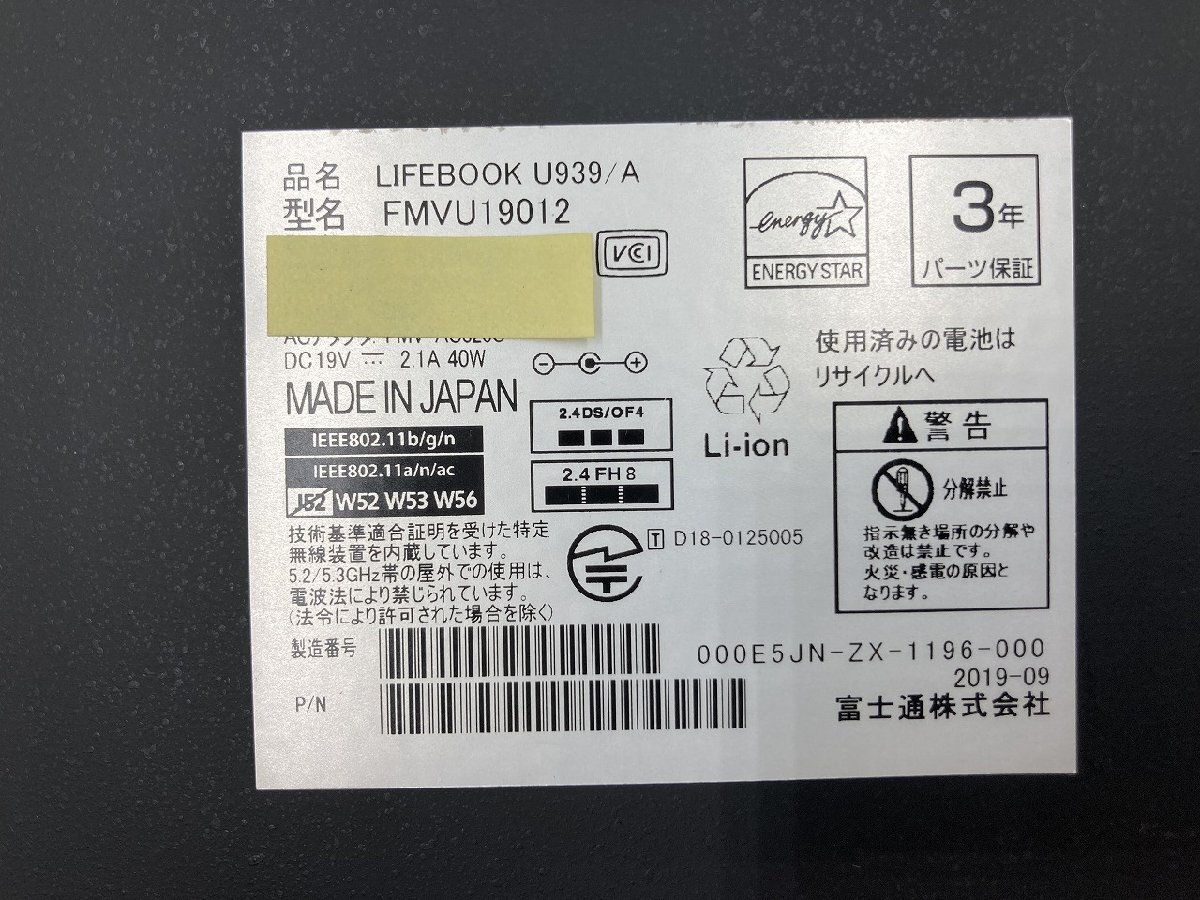 品名 LIFEBOOK U939/A
型名 FMVU19012
VCI
energy
ENERGY STAR
3年
パーツ保証
DC 19V ⎓ 2.1A 40W
MADE IN JAPAN
IEEE802.11b/g/n
IEEE802.11a/n/ac
J52 W52 W53 W56
2.4DS/OF4
2.4FH8
Li-ion
使用済みの電池は
リサイクルへ
警告
分解禁止
指示無き場所の分解や
改造は禁止です。
火災・感電の原因と
なります。
技術基準適合証明を受けた特定
無線装置を内蔵しています。
5.2/5.3GHz帯の屋外での使用は、
電波法により禁じられています。
(法令により許可された場合を除く)
T D18-0125005
製造番号
000E5JN-ZX-1196-000
P/N
2019-09
富士通株式会社